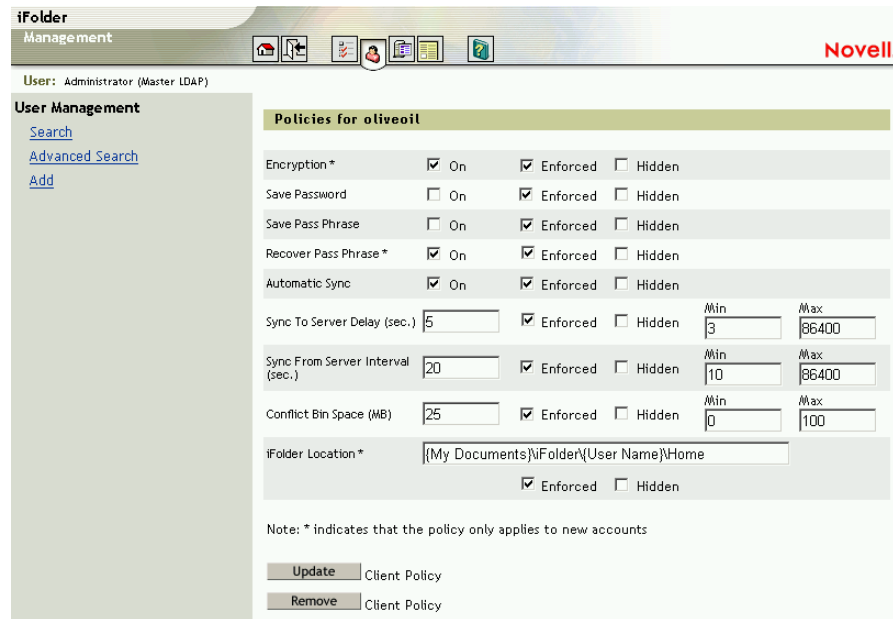 iFolder
Management
Novell
User: Administrator (Master LDAP)
User Management
Search
Advanced Search
Add
Policies for oliveoil
Encryption * On Enforced Hidden
Save Password On Enforced Hidden
Save Pass Phrase On Enforced Hidden
Recover Pass Phrase * On Enforced Hidden
Automatic Sync On Enforced Hidden
Min Max
Sync To Server Delay (sec.) 5 Enforced Hidden 3 86400
Min Max
Sync From Server Interval (sec.) 20 Enforced Hidden 10 86400
Min Max
Conflict Bin Space (MB) 25 Enforced Hidden 0 100
iFolder Location * {My Documents}\iFolder\{User Name}\Home
Enforced Hidden
Note: * indicates that the policy only applies to new accounts
Update Client Policy
Remove Client Policy